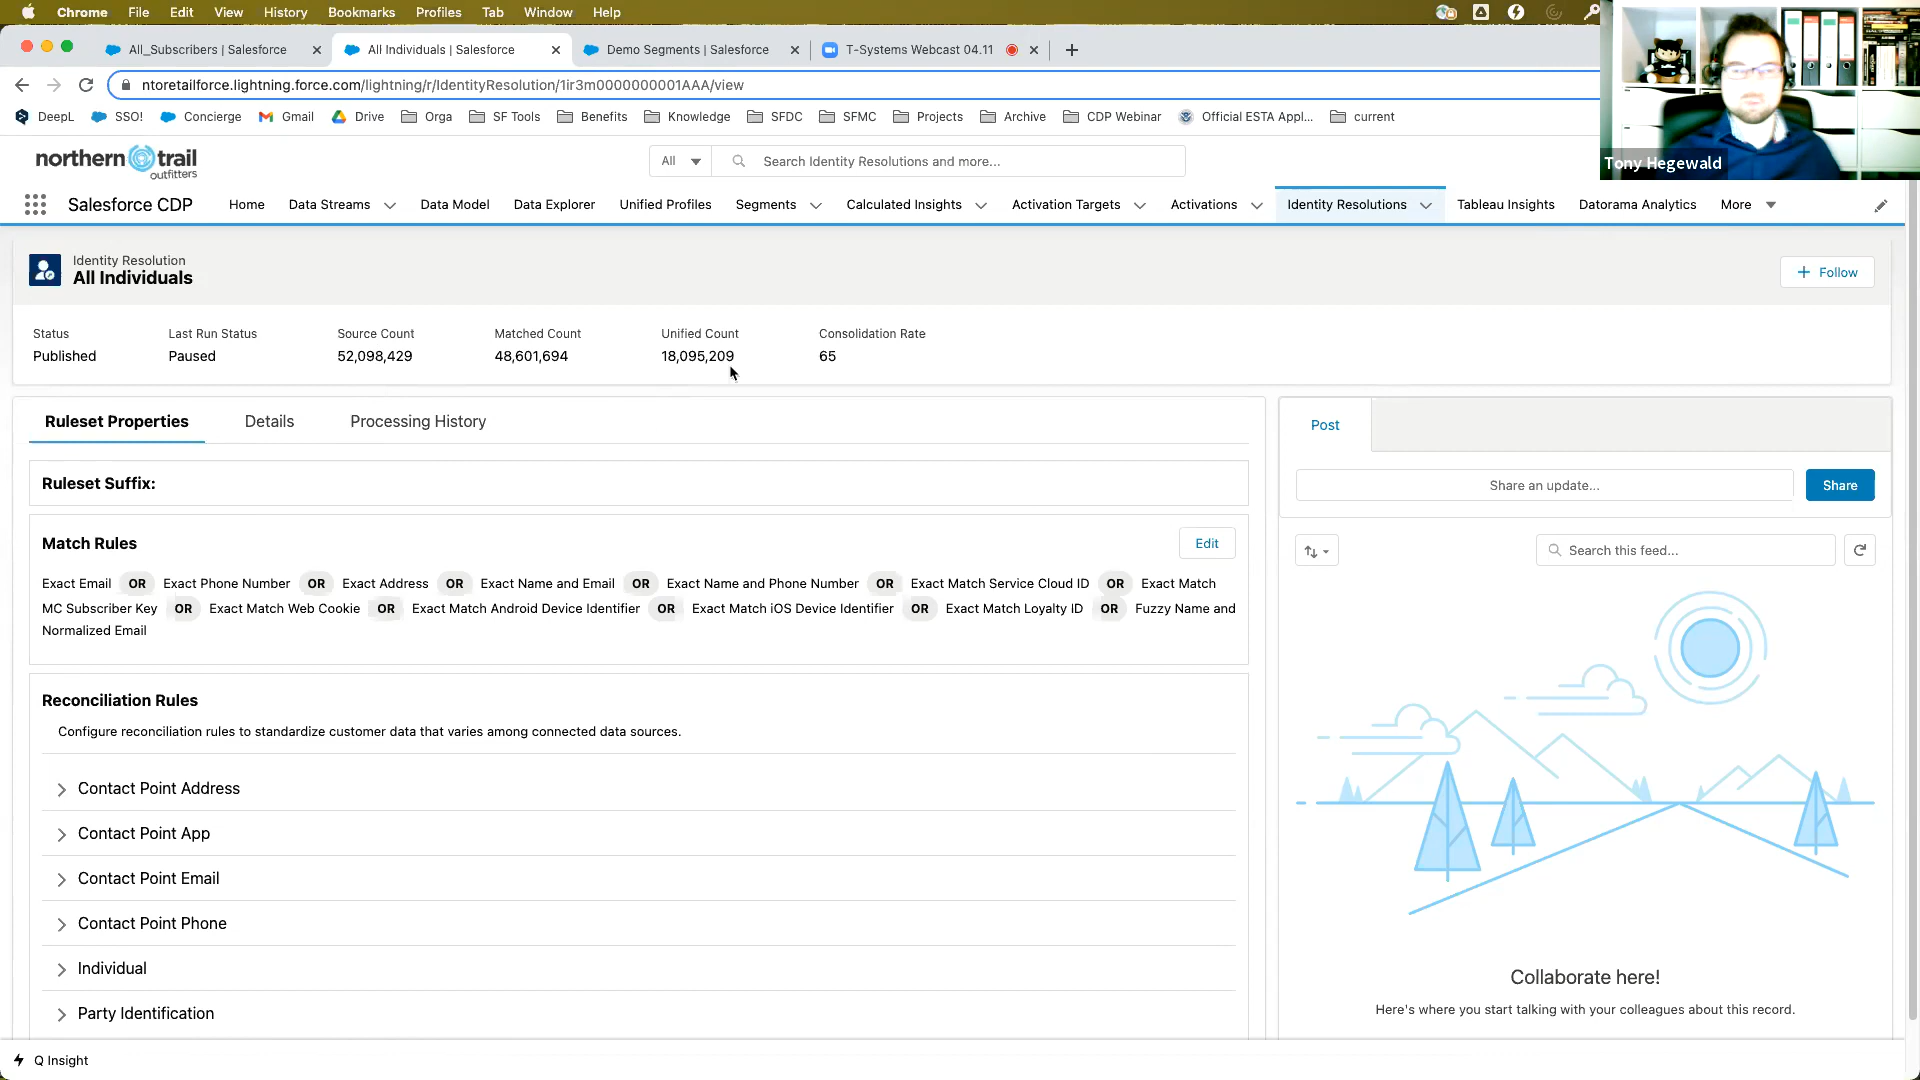 Chrome File Edit View History Bookmarks Profiles Tab Window Help
All_Subscribers | Salesforce
All Individuals | Salesforce
Demo Segments | Salesforce
T-Systems Webcast 04.11
ntoretailforce.lightning.force.com/lightning/r/IdentityResolution/1ir3m0000000001AAA/view
DeepL SSO! Concierge Gmail Drive Orga SF Tools Benefits Knowledge SFDC SFMC Projects Archive CDP Webinar Official ESTA Appl... current
Tony Hegewald
northern trail
outfitters
All Search Identity Resolutions and more...
Salesforce CDP Home Data Streams Data Model Data Explorer Unified Profiles Segments Calculated Insights Activation Targets Activations Identity Resolutions Tableau Insights Datorama Analytics More
Identity Resolution
All Individuals
Follow
Status Last Run Status Source Count Matched Count Unified Count Consolidation Rate
Published Paused 52,098,429 48,601,694 18,095,209 65
Ruleset Properties Details Processing History
Ruleset Suffix:
Match Rules
Edit
Exact Email OR Exact Phone Number OR Exact Address OR Exact Name and Email OR Exact Name and Phone Number OR Exact Match Service Cloud ID OR Exact Match
MC Subscriber Key OR Exact Match Web Cookie OR Exact Match Android Device Identifier OR Exact Match iOS Device Identifier OR Exact Match Loyalty ID OR Fuzzy Name and
Normalized Email
Reconciliation Rules
Configure reconciliation rules to standardize customer data that varies among connected data sources.
Contact Point Address
Contact Point App
Contact Point Email
Contact Point Phone
Individual
Party Identification
Post
Share an update...
Share
Search this feed...
Collaborate here!
Here's where you start talking with your colleagues about this record.
Q Insight